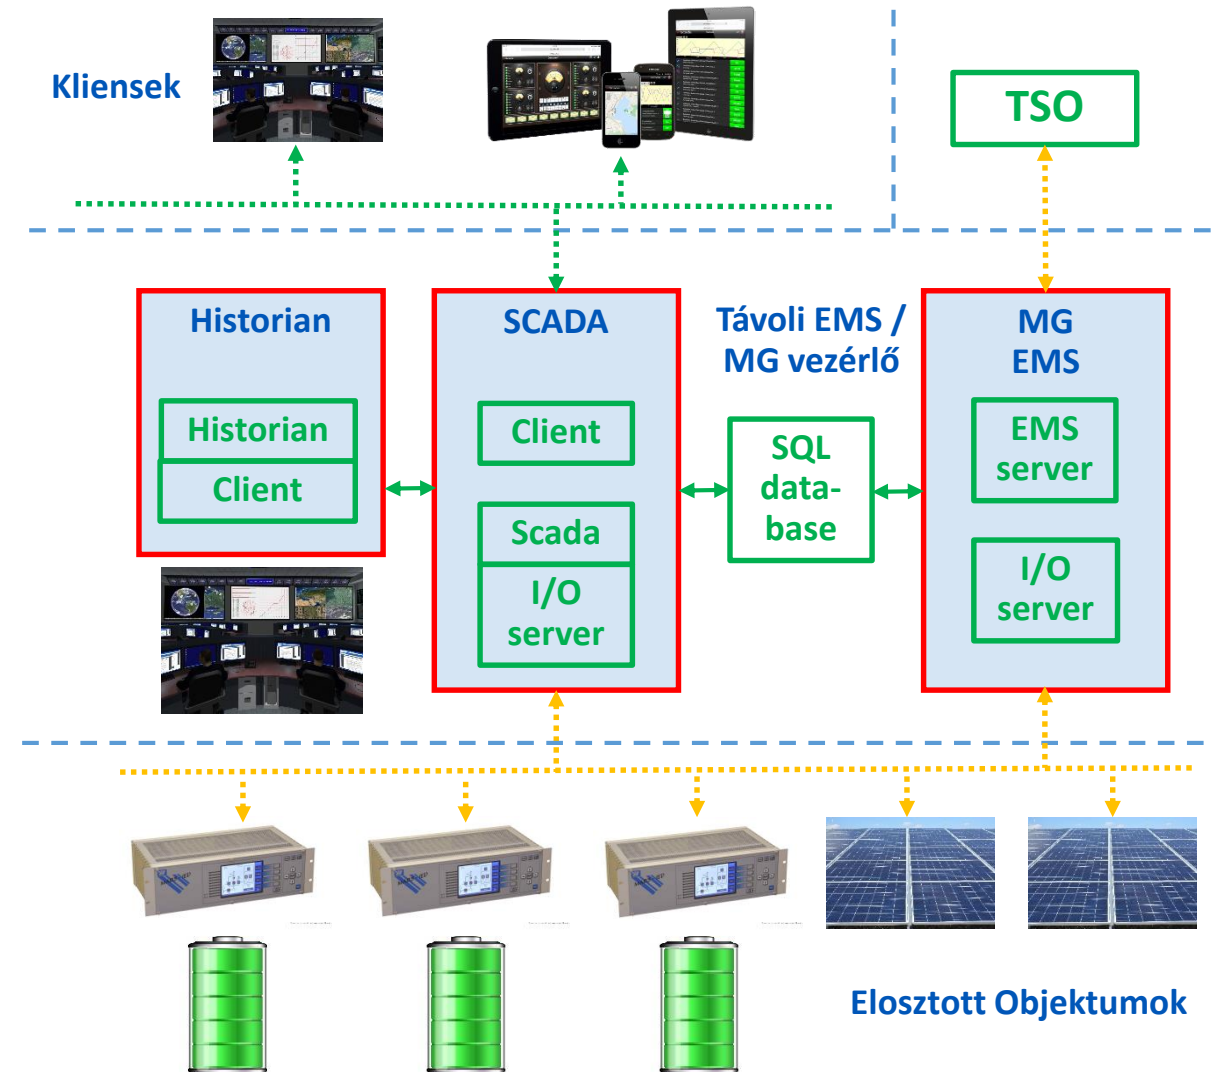 Kliensek
TSO
Historian
Historian
Client
SCADA
Client
Scada
I/O
server
Távoli EMS /
MG vezérlő
SQL
data-
base
MG
EMS
EMS
server
I/O
server
Elosztott Objektumok